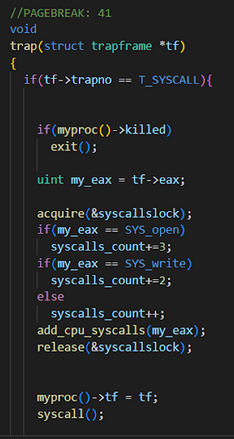 //PAGEBREAK: 41
void
trap(struct trapframe *tf)
{
  if(tf->trapno == T_SYSCALL){
    if(myproc()->killed)
      exit();
    uint my_eax = tf->eax;
    acquire(&syscallslock);
    if(my_eax == SYS_open)
      syscalls_count+=3;
    if(my_eax == SYS_write)
      syscalls_count+=2;
    else
      syscalls_count++;
    add_cpu_syscalls(my_eax);
    release(&syscallslock);
    myproc()->tf = tf;
    syscall();